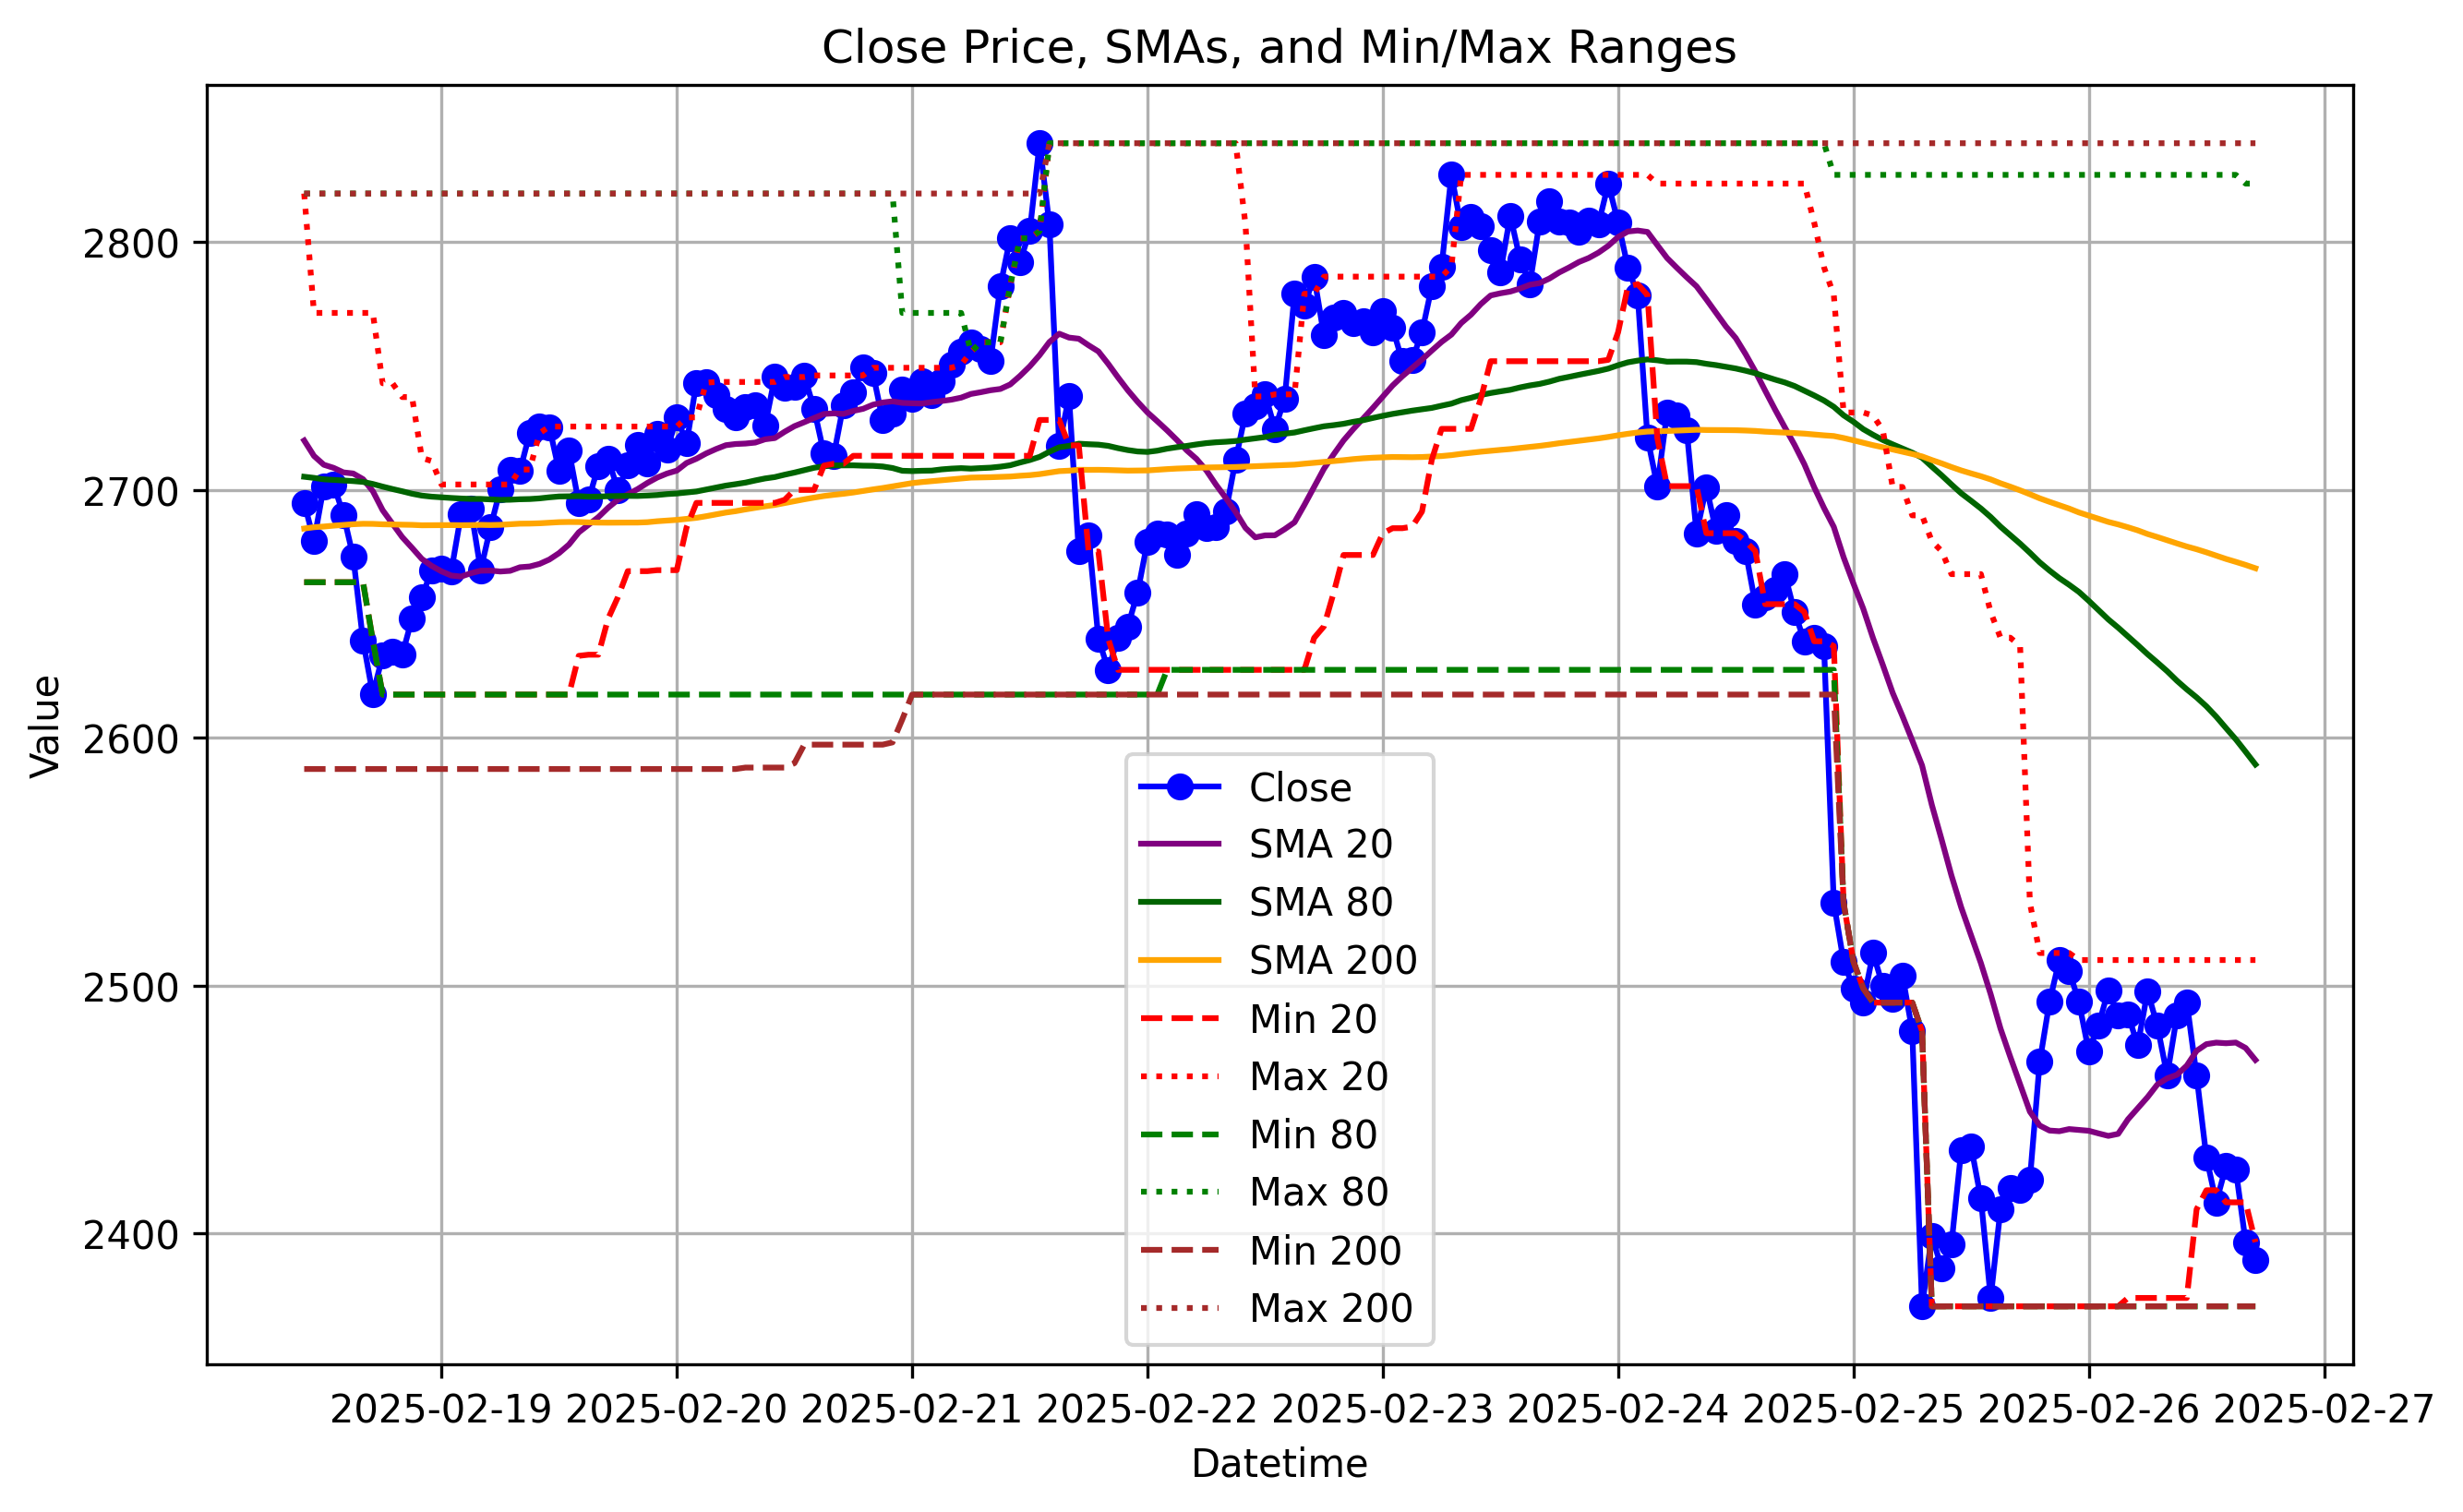 Close Price, SMAs, and Min/Max Ranges
Value
2800
2700
2600
2500
2400
Close
SMA 20
SMA 80
SMA 200
Min 20
Max 20
Min 80
Max 80
Min 200
Max 200
2025-02-19 2025-02-20 2025-02-21 2025-02-22 2025-02-23 2025-02-24 2025-02-25 2025-02-26 2025-02-27
Datetime